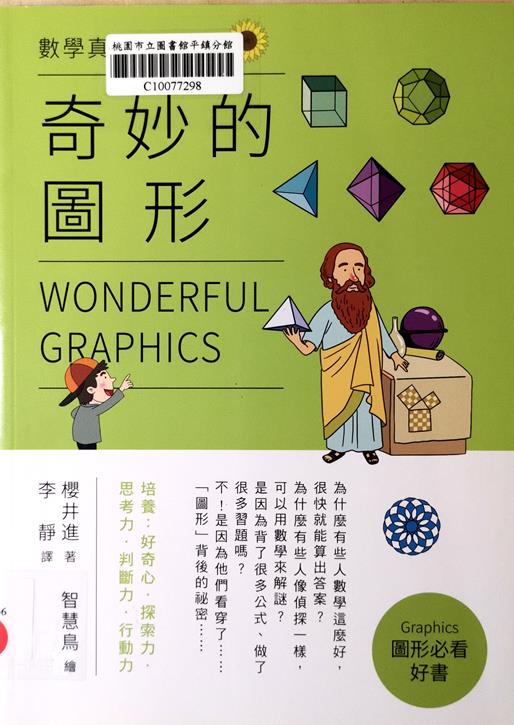 數學真
桃園市立圖書館平鎮分館
C10077298
奇妙的
圖形
WONDERFUL
GRAPHICS
為什麼有些人數學這麼好，
很快就能算出答案？
為什麼有些人像偵探一樣，
可以用數學來解謎？
是因為背了很多公式、做了
很多習題嗎？
不！是因為他們看穿了⋯⋯
「圖形」背後的祕密⋯⋯
培養：好奇心．探索力．
思考力．判斷力．行動力
櫻井進 著
李靜 譯
智慧鳥 繪
Graphics
圖形必看
好書